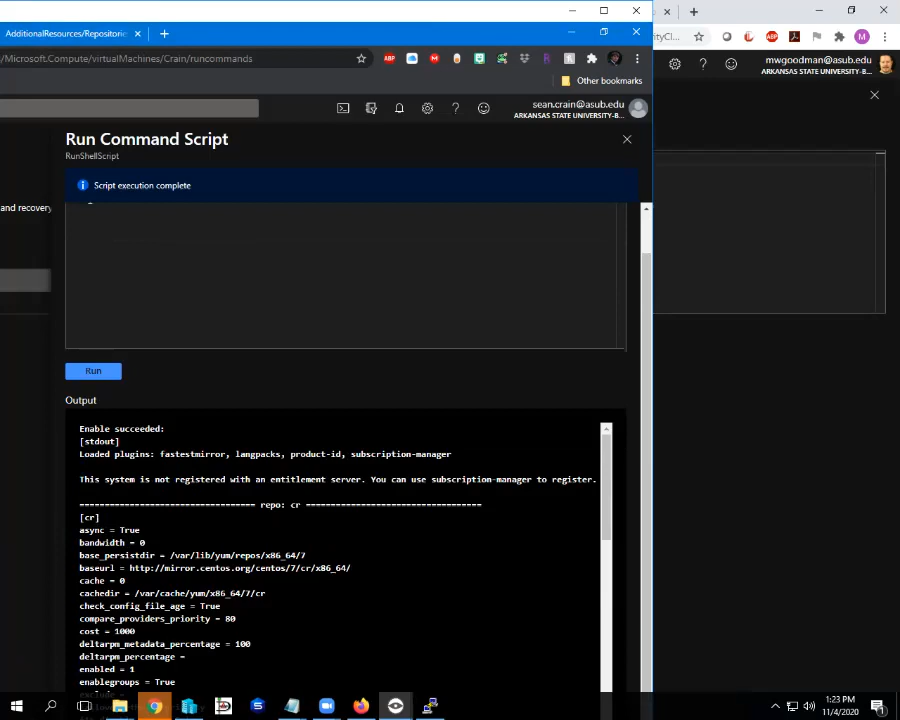 AdditionalResources/Repositories
rityCl...
/Microsoft.Compute/virtualMachines/Crain/runcommands
Other bookmarks
sean.crain@asub.edu
ARKANSAS STATE UNIVERSITY-B...
mwgoodman@asub.edu
ARKANSAS STATE UNIVERSITY-B...
Run Command Script
RunShellScript
Script execution complete
and recovery
Run
Output
Enable succeeded:
[stdout]
Loaded plugins: fastestmirror, langpacks, product-id, subscription-manager
This system is not registered with an entitlement server. You can use subscription-manager to register.
================================== repo: cr ==================================
[cr]
async = True
bandwidth = 0
base_persistdir = /var/lib/yum/repos/x86_64/7
baseurl = http://mirror.centos.org/centos/7/cr/x86_64/
cache = 0
cachedir = /var/cache/yum/x86_64/7/cr
check_config_file_age = True
compare_providers_priority = 80
cost = 1000
deltarpm_metadata_percentage = 100
deltarpm_percentage =
enabled = 1
enablegroups = True
exclude =
1:23 PM
11/4/2020